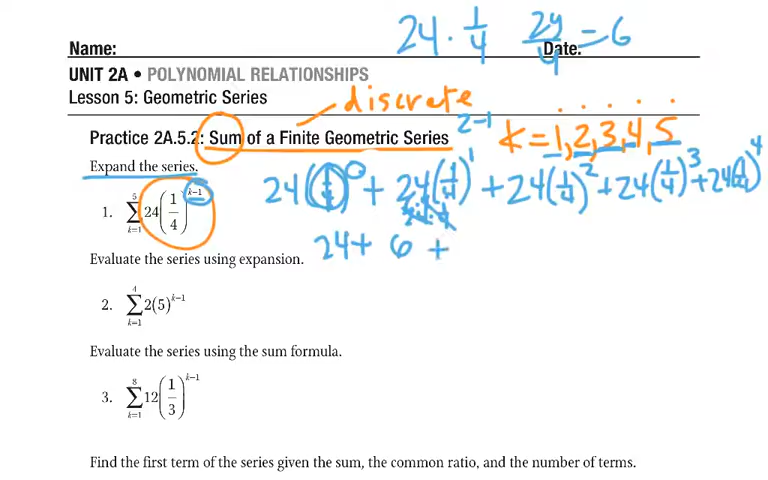 24 · 1/4 24/4 = 6
Name: Date:
UNIT 2A • POLYNOMIAL RELATIONSHIPS
Lesson 5: Geometric Series
discrete
Practice 2A.5.2: Sum of a Finite Geometric Series
2-1
k = 1, 2, 3, 4, 5
Expand the series.
24(1/4)^0 + 24(1/4)^1 + 24(1/4)^2 + 24(1/4)^3 + 24(1/4)^4
1. ∑_{k=1}^{5} 24(1/4)^{k-1}
24 + 6 +
Evaluate the series using expansion.
2. ∑_{k=1}^{4} 2(5)^{k-1}
Evaluate the series using the sum formula.
3. ∑_{k=1}^{8} 12(1/3)^{k-1}
Find the first term of the series given the sum, the common ratio, and the number of terms.